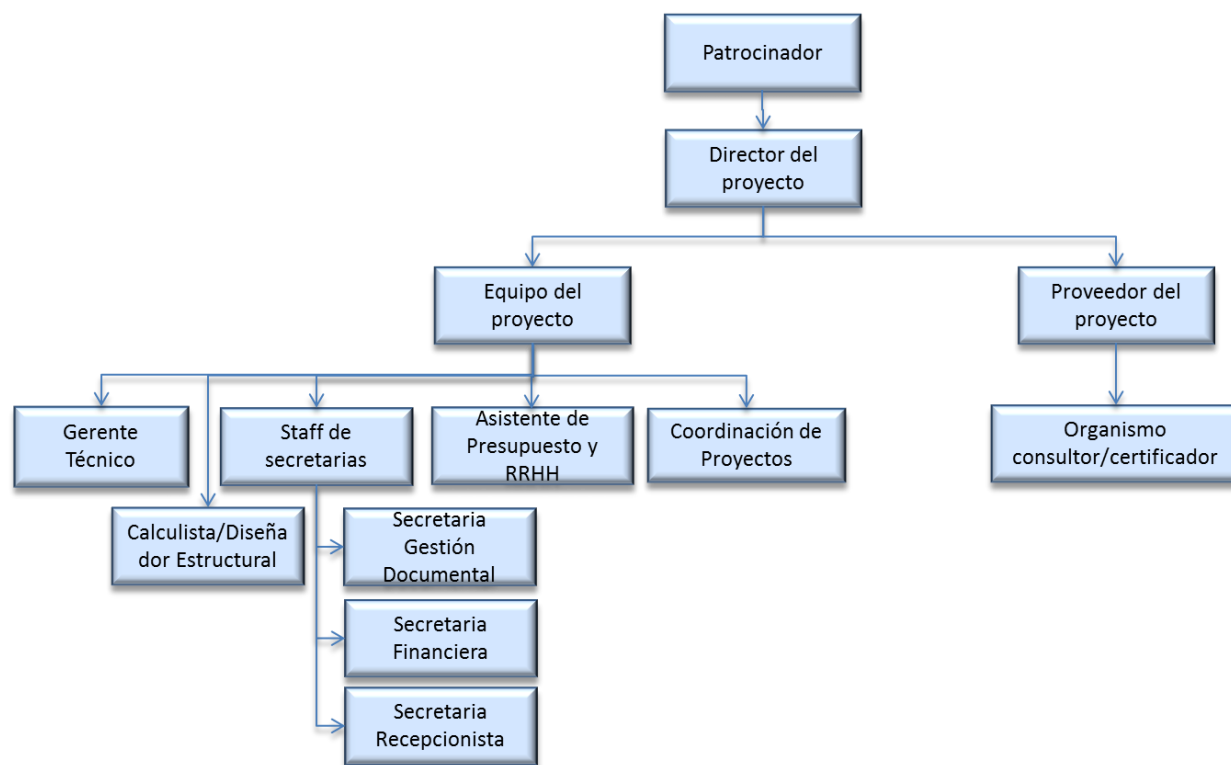 Patrocinador
Director del
proyecto
Equipo del
proyecto
Proveedor del
proyecto
Gerente
Técnico
Staff de
secretarias
Asistente de
Presupuesto y
RRHH
Coordinación de
Proyectos
Organismo
consultor/certificador
Calculista/Diseña
dor Estructural
Secretaria
Gestión
Documental
Secretaria
Financiera
Secretaria
Recepcionista